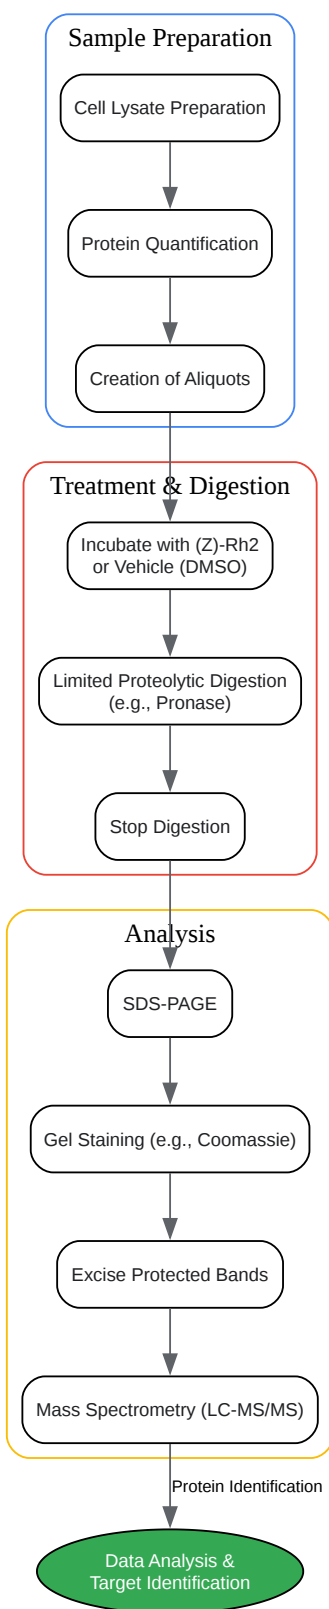 Sample Preparation
Cell Lysate Preparation
Protein Quantification
Creation of Aliquots
Treatment & Digestion
Incubate with (Z)-Rh2
or Vehicle (DMSO)
Limited Proteolytic Digestion
(e.g., Pronase)
Stop Digestion
Analysis
SDS-PAGE
Gel Staining (e.g., Coomassie)
Excise Protected Bands
Mass Spectrometry (LC-MS/MS)
Protein Identification
Data Analysis &
Target Identification